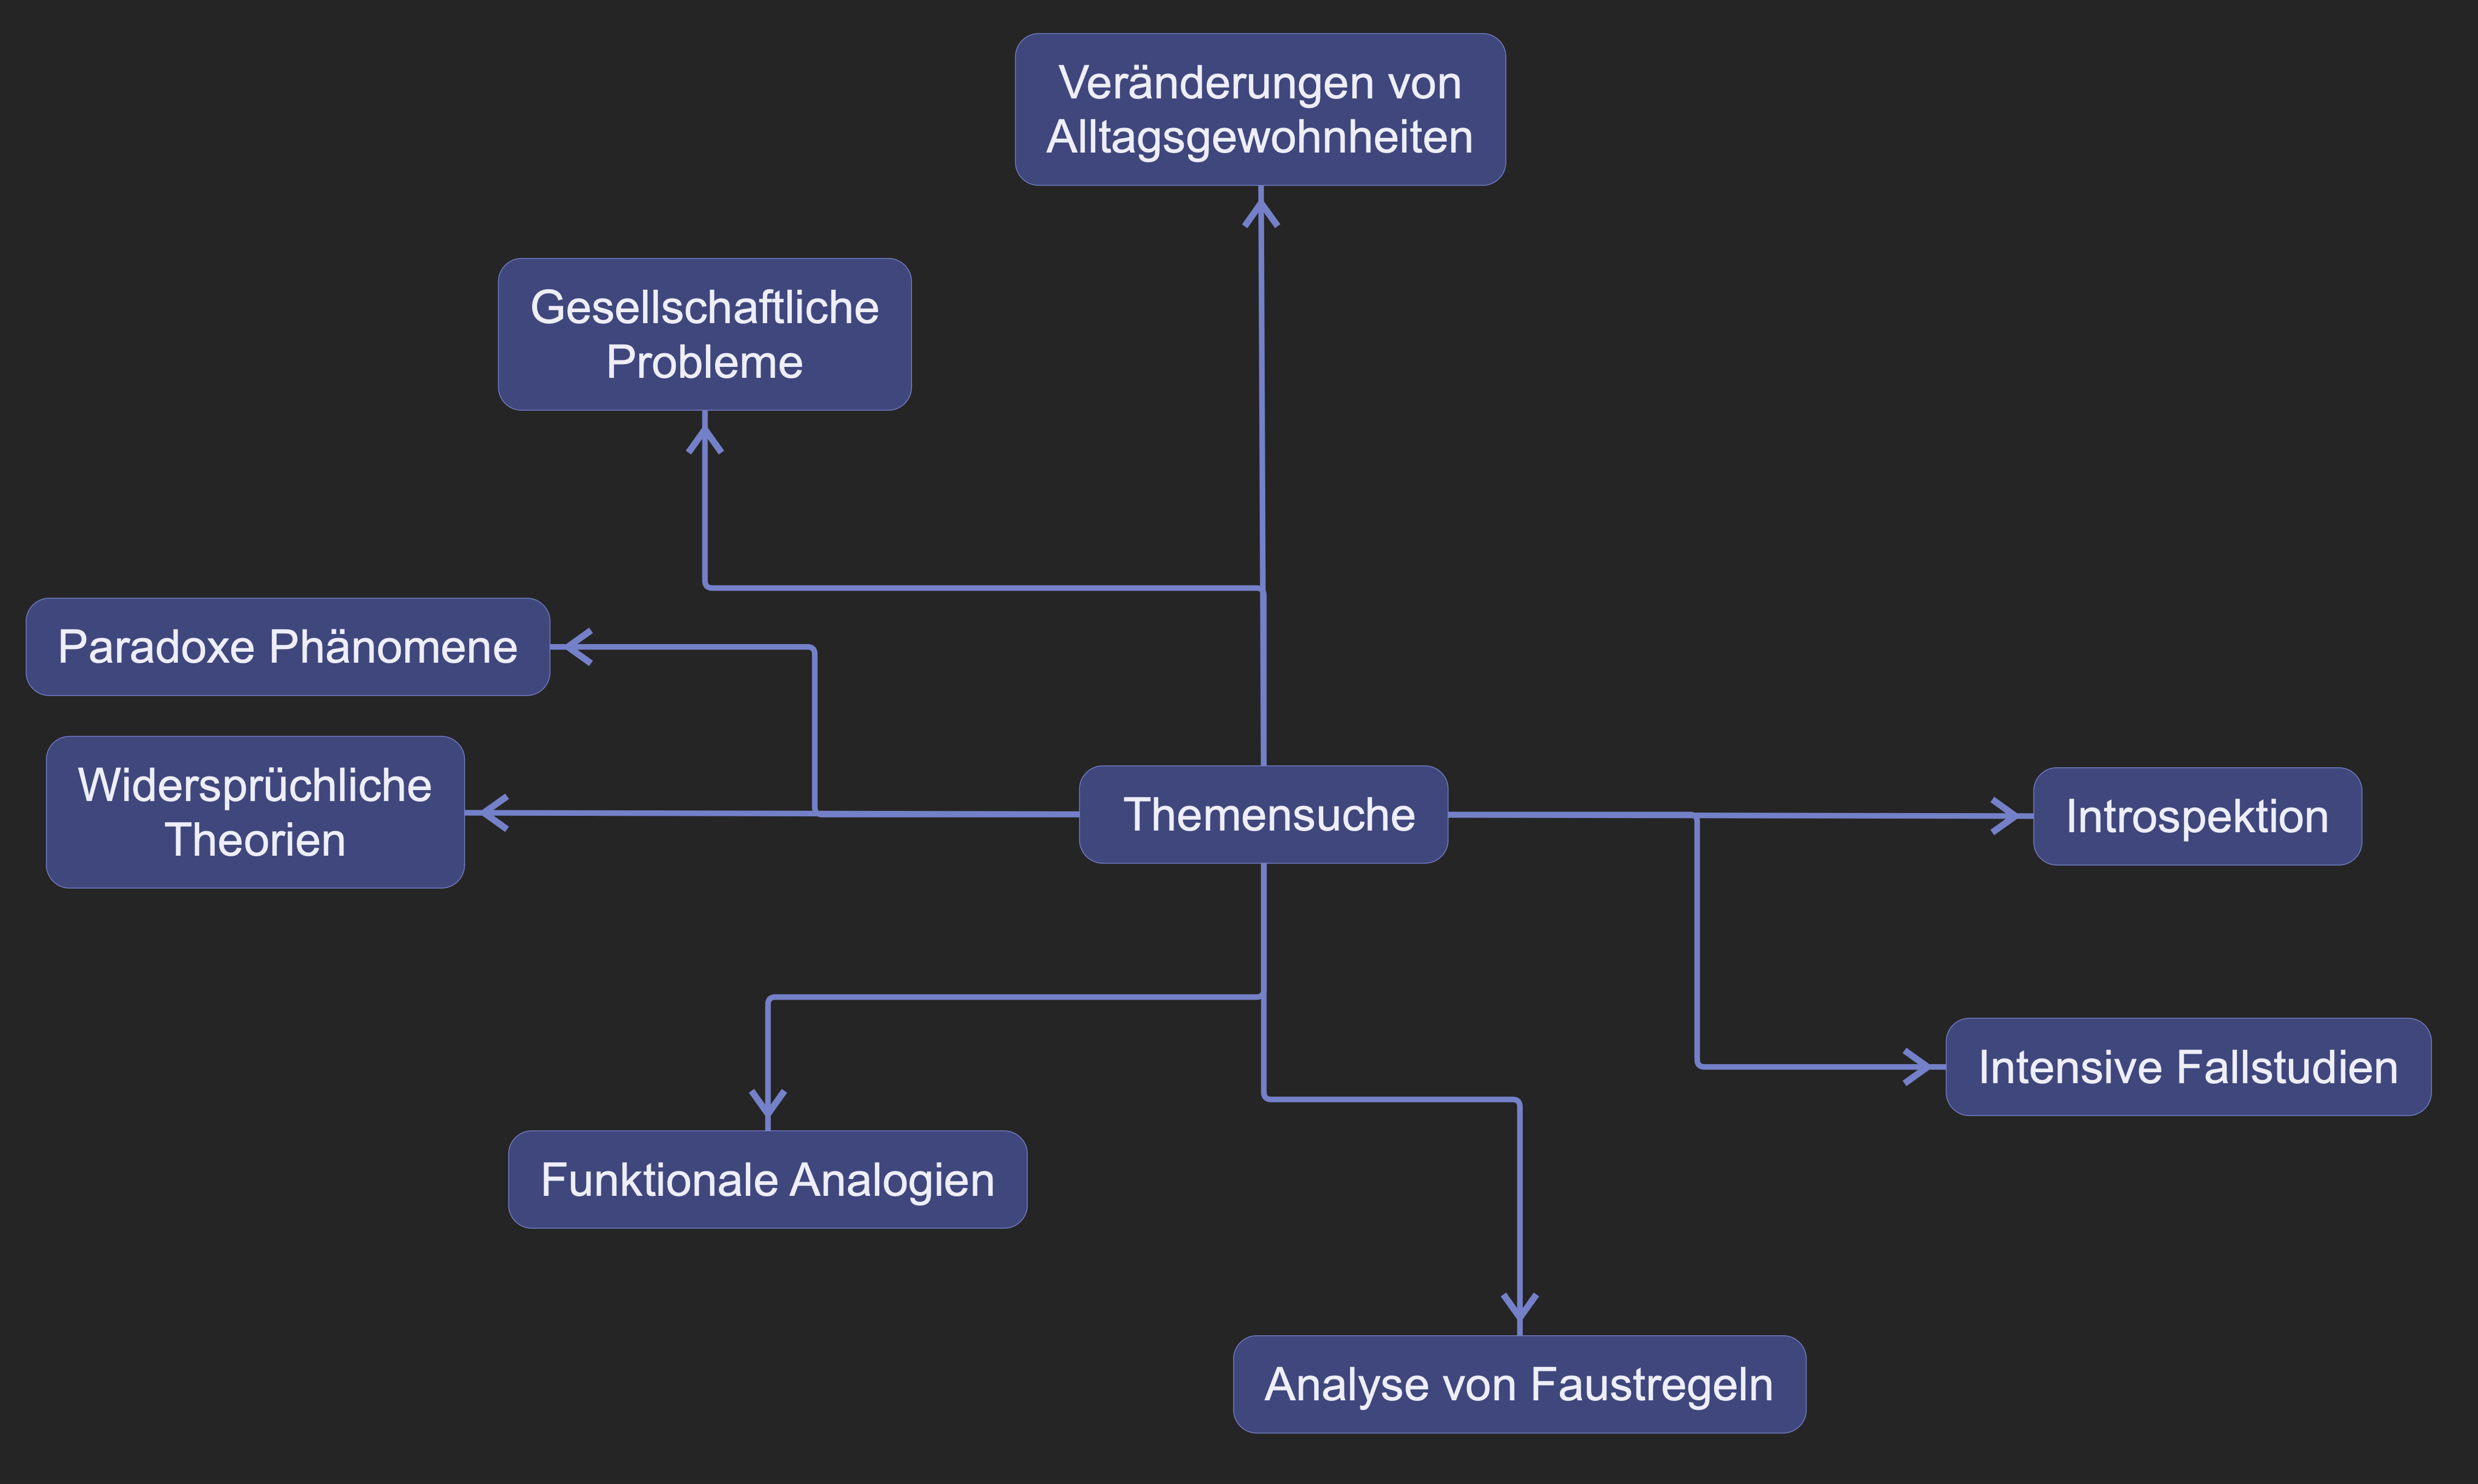 Veränderungen von
Alltagsgewohnheiten
Gesellschaftliche
Probleme
Paradoxe Phänomene
Widersprüchliche
Theorien
Themensuche
Introspektion
Intensive Fallstudien
Funktionale Analogien
Analyse von Faustregeln